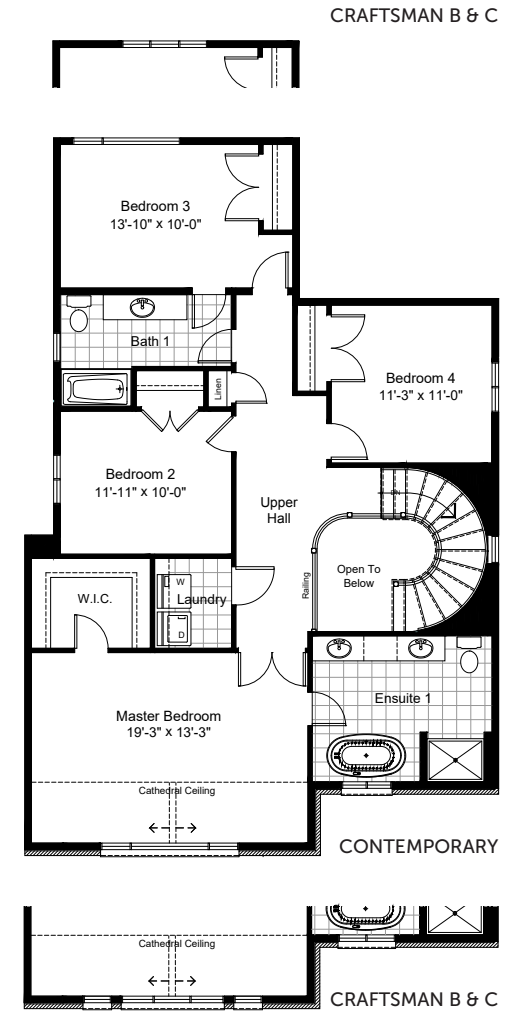 CRAFTSMAN B & C
Bedroom 3
13'-10" x 10'-0"
Bath 1
Linen
Bedroom 4
11'-3" x 11'-0"
Bedroom 2
11'-11" x 10'-0"
DN
Upper
Hall
Open To
Below
Railing
W.I.C.
W
Laundry
D
Ensuite 1
Master Bedroom
19'-3" x 13'-3"
Cathedral Ceiling
CONTEMPORARY
Cathedral Ceiling
CRAFTSMAN B & C